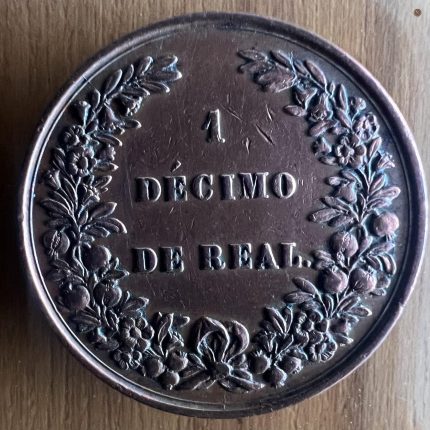 1
DÉCIMO
DE REAL.